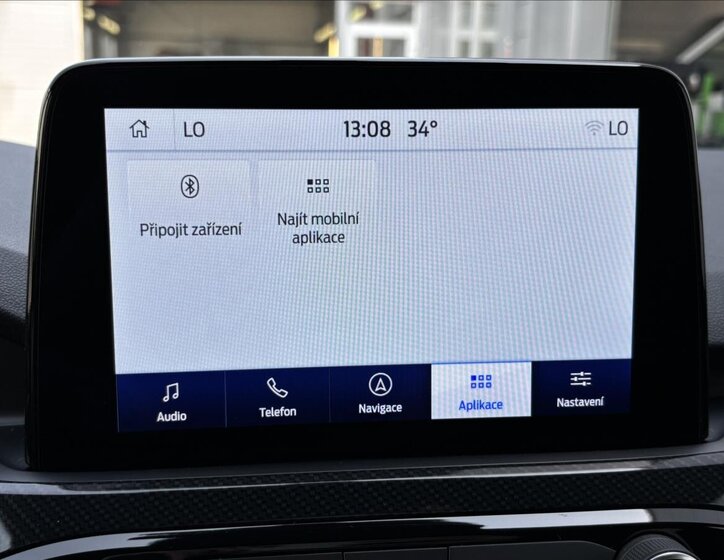 LO 13:08 34° LO
Připojit zařízení
Najít mobilní
aplikace
Audio
Telefon
Navigace
Aplikace
Nastavení